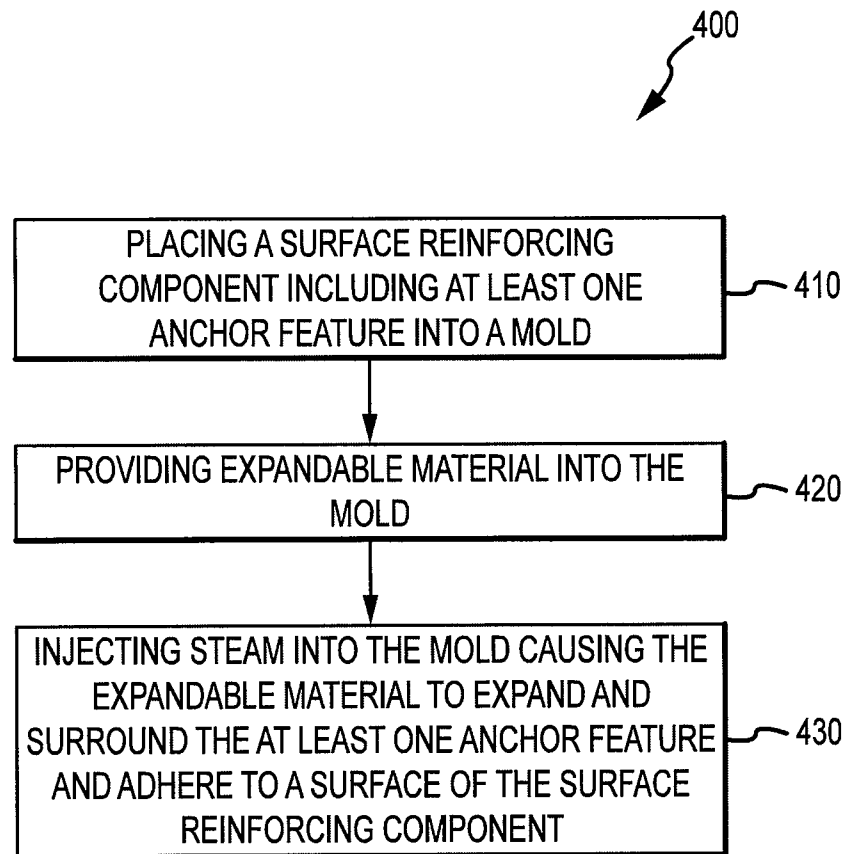 400
PLACING A SURFACE REINFORCING
COMPONENT INCLUDING AT LEAST ONE
ANCHOR FEATURE INTO A MOLD
410
PROVIDING EXPANDABLE MATERIAL INTO THE
MOLD
420
INJECTING STEAM INTO THE MOLD CAUSING THE
EXPANDABLE MATERIAL TO EXPAND AND
SURROUND THE AT LEAST ONE ANCHOR FEATURE
AND ADHERE TO A SURFACE OF THE SURFACE
REINFORCING COMPONENT
430